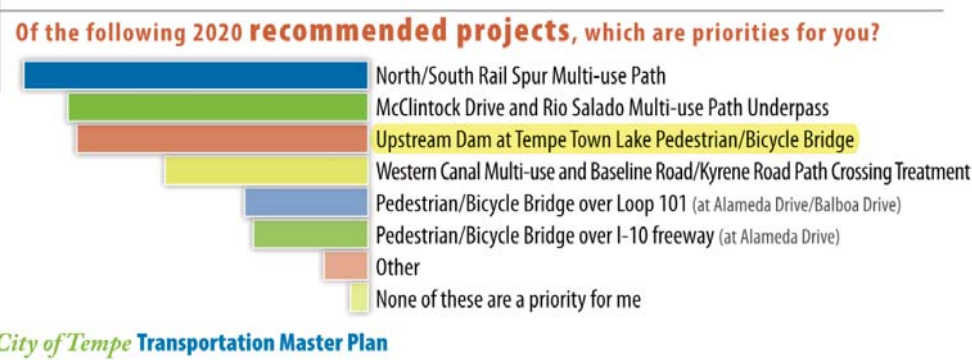 Of the following 2020 recommended projects, which are priorities for you?
North/South Rail Spur Multi-use Path
McClintock Drive and Rio Salado Multi-use Path Underpass
Upstream Dam at Tempe Town Lake Pedestrian/Bicycle Bridge
Western Canal Multi-use and Baseline Road/Kyrene Road Path Crossing Treatment
Pedestrian/Bicycle Bridge over Loop 101 (at Alameda Drive/Balboa Drive)
Pedestrian/Bicycle Bridge over I-10 freeway (at Alameda Drive)
Other
None of these are a priority for me
City of Tempe Transportation Master Plan